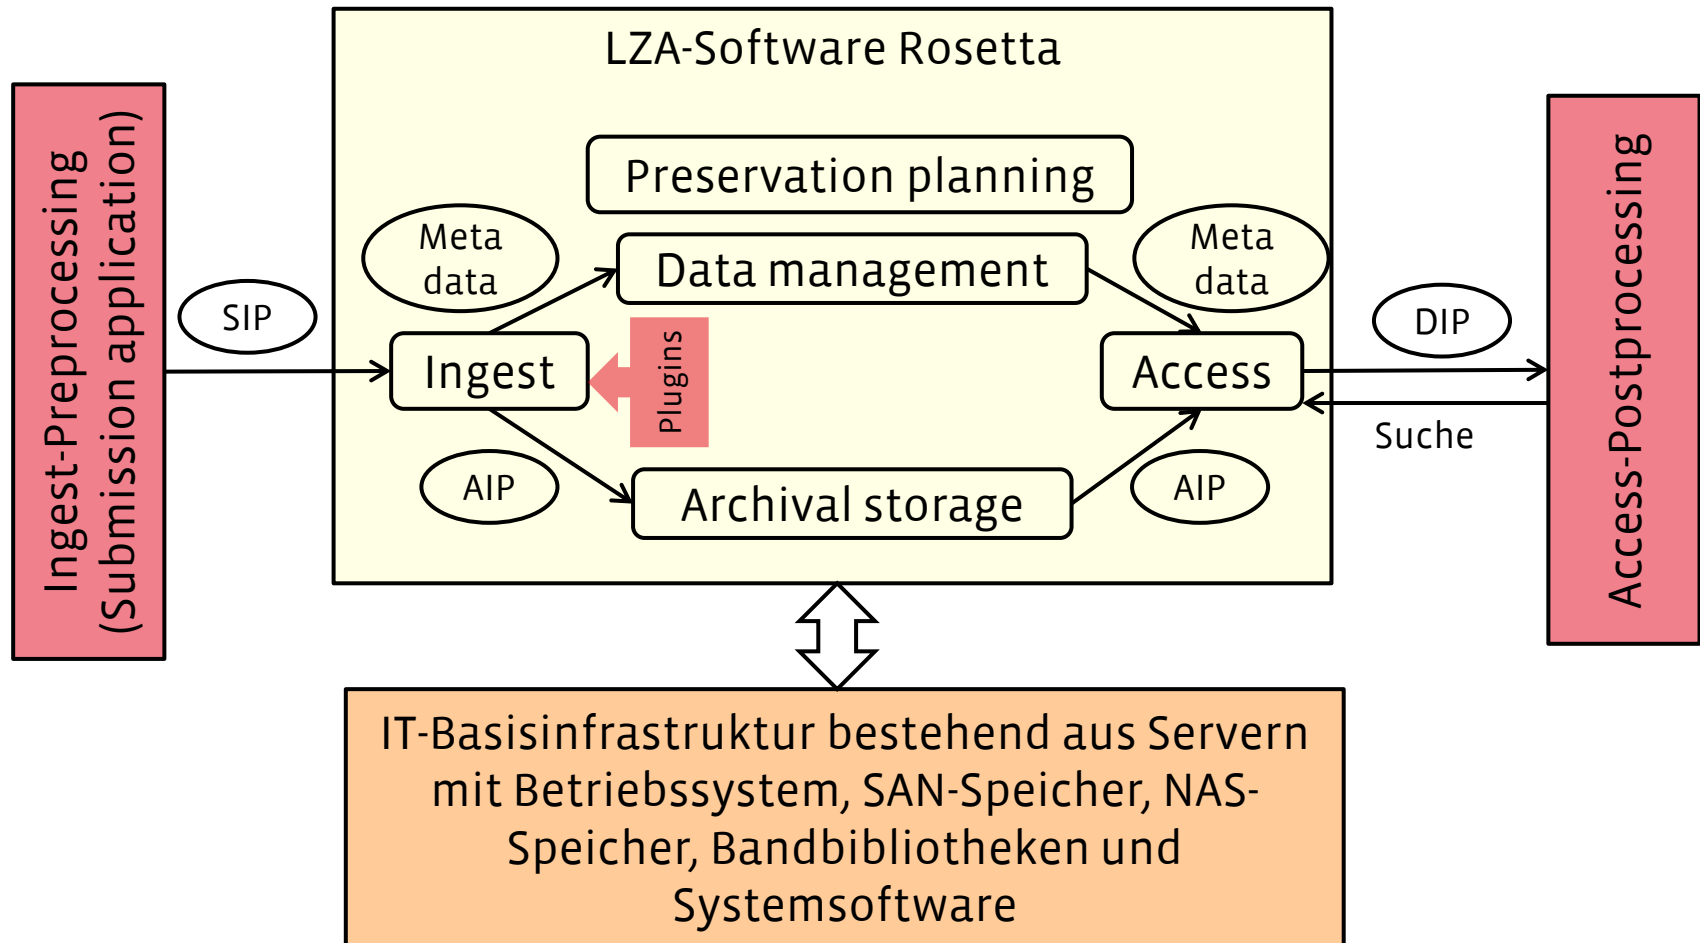 LZA-Software Rosetta
Ingest-Preprocessing
(Submission application)
SIP
Preservation planning
Meta
data
Data management
Meta
data
Ingest
Plugins
Access
AIP
Archival storage
AIP
DIP
Suche
Access-Postprocessing
IT-Basisinfrastruktur bestehend aus Servern
mit Betriebssystem, SAN-Speicher, NAS-
Speicher, Bandbibliotheken und
Systemsoftware